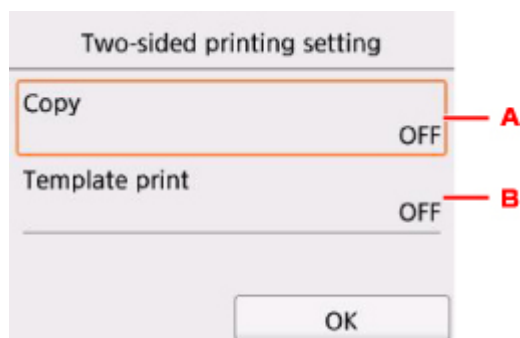 Two-sided printing setting
Copy
OFF
A
Template print
OFF
B
OK